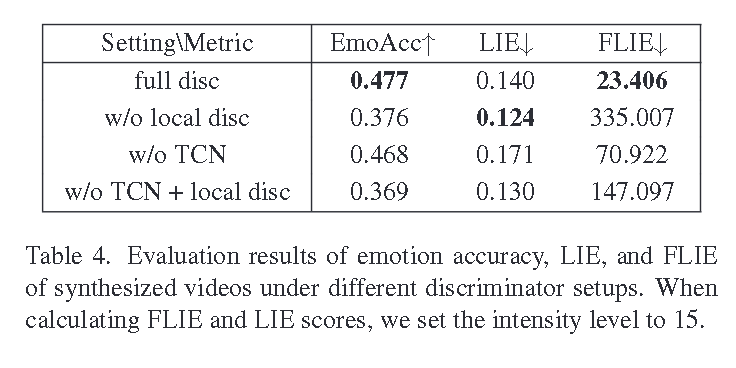 Setting\Metric EmoAcc↑ LIE↓ FLIE↓
full disc 0.477 0.140 23.406
w/o local disc 0.376 0.124 335.007
w/o TCN 0.468 0.171 70.922
w/o TCN + local disc 0.369 0.130 147.097
Table 4. Evaluation results of emotion accuracy, LIE, and FLIE
of synthesized videos under different discriminator setups. When
calculating FLIE and LIE scores, we set the intensity level to 15.